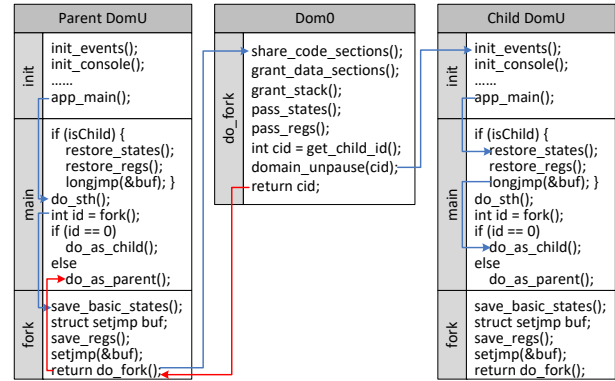 Parent DomU
init
init_events();
init_console();
......
app_main();
main
if (isChild) {
restore_states();
restore_regs();
longjmp(&buf); }
do_sth();
int id = fork();
if (id == 0)
do_as_child();
else
do_as_parent();
fork
save_basic_states();
struct setjmp buf;
save_regs();
setjmp(&buf);
return do_fork();
Dom0
do_fork
share_code_sections();
grant_data_sections();
grant_stack();
pass_states();
pass_regs();
int cid = get_child_id();
domain_unpause(cid);
return cid;
Child DomU
init
init_events();
init_console();
......
app_main();
main
if (isChild) {
restore_states();
restore_regs();
longjmp(&buf); }
do_sth();
int id = fork();
if (id == 0)
do_as_child();
else
do_as_parent();
fork
save_basic_states();
struct setjmp buf;
save_regs();
setjmp(&buf);
return do_fork();